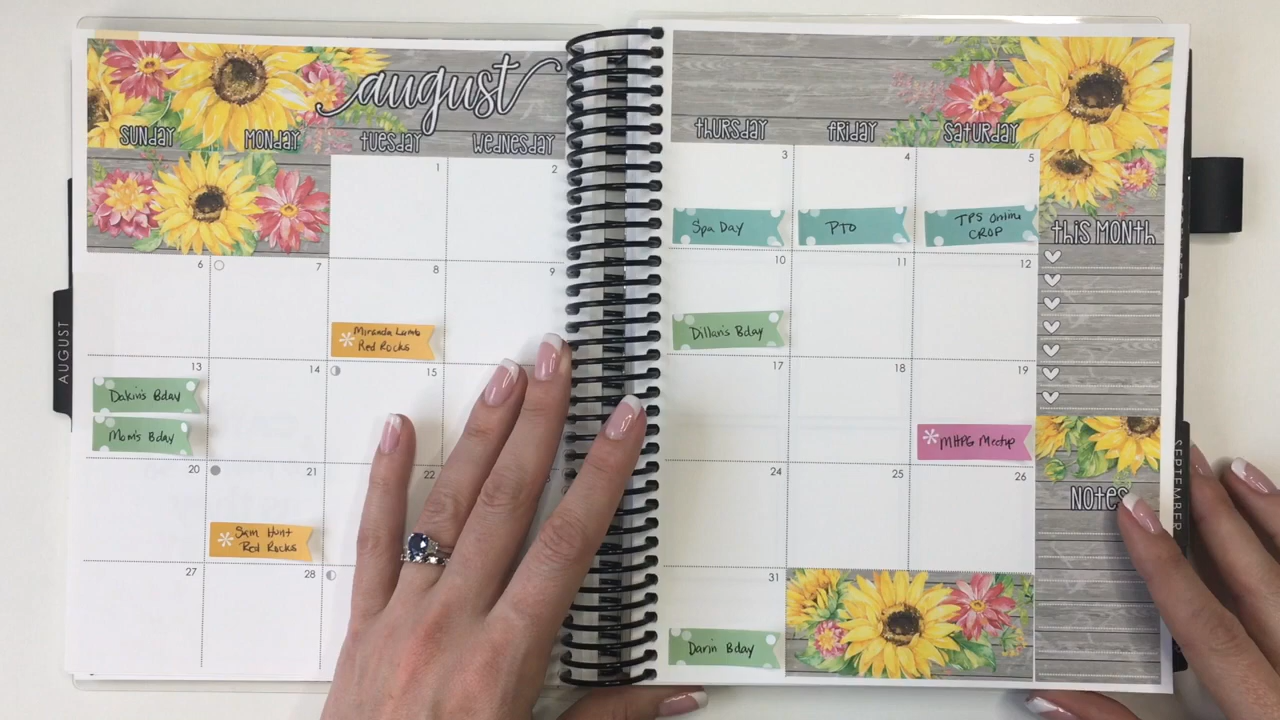 august
SUNDAY MONDAY TUESDAY WEDNESDAY THURSDAY FRIDAY SATURDAY
1 2 3 4 5
Spa Day
PTO
TPS Online
CROP
THIS MONTH
6 7 8 9 10 11 12
Miranda Lamb
Red Rocks
Dillan's Bday
13 14 15 17 18 19
Dakin's Bday
Mom's Bday
MHPG Meetup
20 21 22 24 25 26
NOTES
Sam Hunt
Red Rocks
27 28 31
Darin Bday
AUGUST
SEPTEMBER